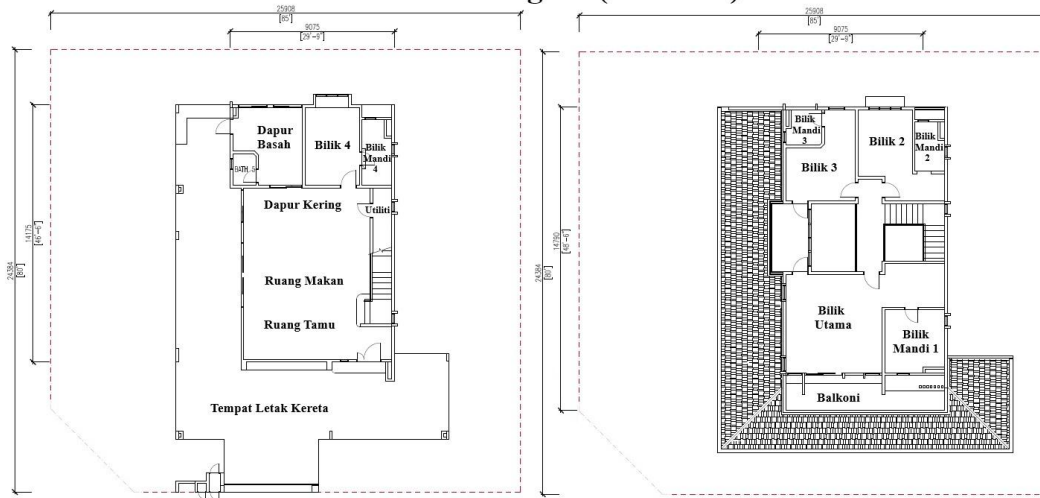 25908
[85']
9075
[29'-9"]
24384
[80']
14175
[46'-6"]
Dapur
Basah
Bilik 4
Bilik
Mandi
4
Dapur Kering
Utiliti
Ruang Makan
Ruang Tamu
Tempat Letak Kereta
[85']
9075
[29'-9"]
24384
[80']
14790
[48'-6"]
Bilik
Mandi
3
Bilik 2
Bilik
Mandi
2
Bilik 3
Bilik
Utama
Bilik
Mandi 1
Balkoni